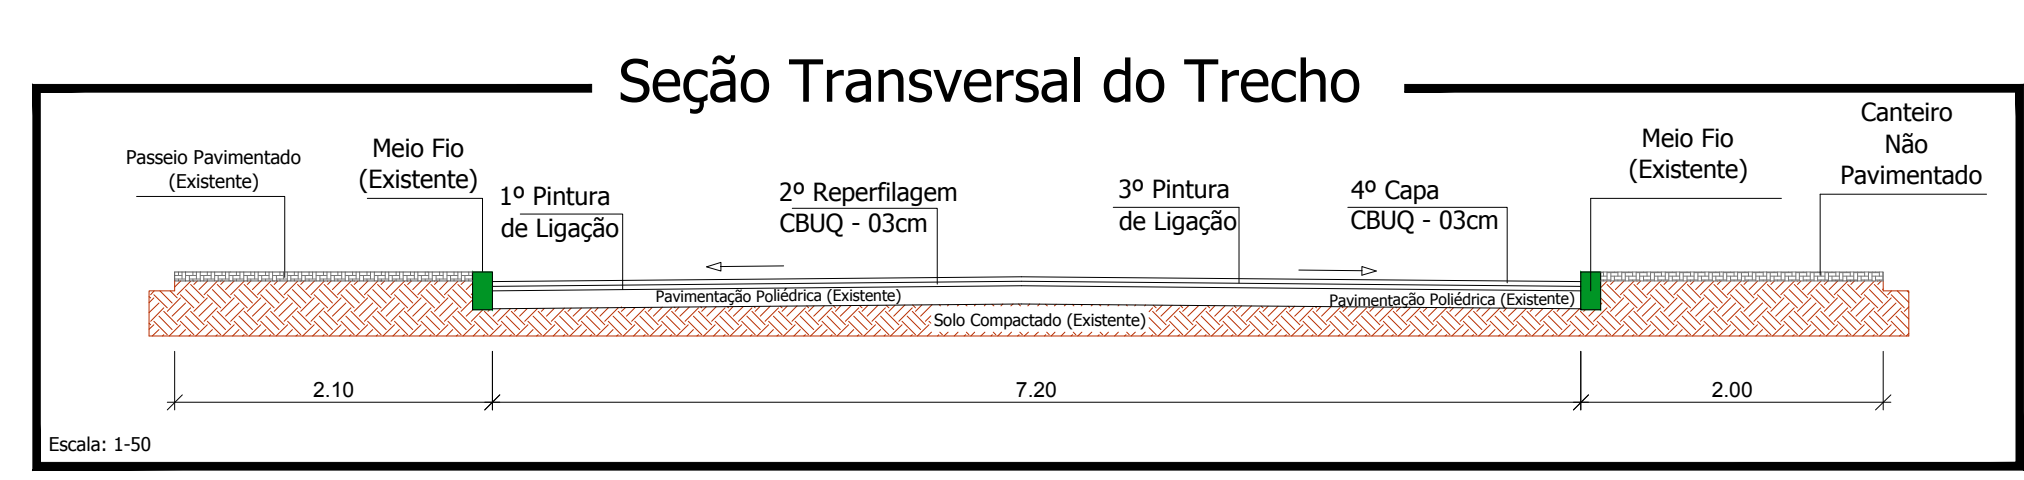 Seção Transversal do Trecho
Passeio Pavimentado
(Existente)
Meio Fio
(Existente)
1º Pintura
de Ligação
2º Reperfilagem
CBUQ - 03cm
3º Pintura
de Ligação
4º Capa
CBUQ - 03cm
Meio Fio
(Existente)
Canteiro
Não
Pavimentado
Pavimentação Poliédrica (Existente)
Pavimentação Poliédrica (Existente)
Solo Compactado (Existente)
2.10
7.20
2.00
Escala: 1-50